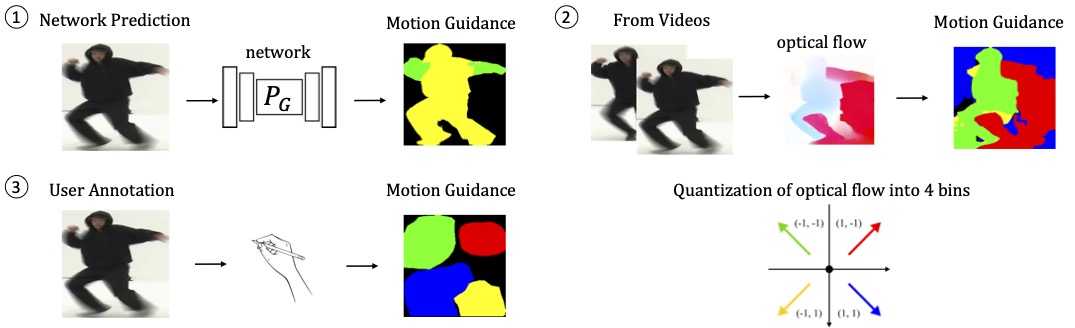 ① Network Prediction
network
P_G
Motion Guidance
② From Videos
optical flow
Motion Guidance
③ User Annotation
Motion Guidance
Quantization of optical flow into 4 bins
(-1, -1) (1, -1)
(-1, 1) (1, 1)